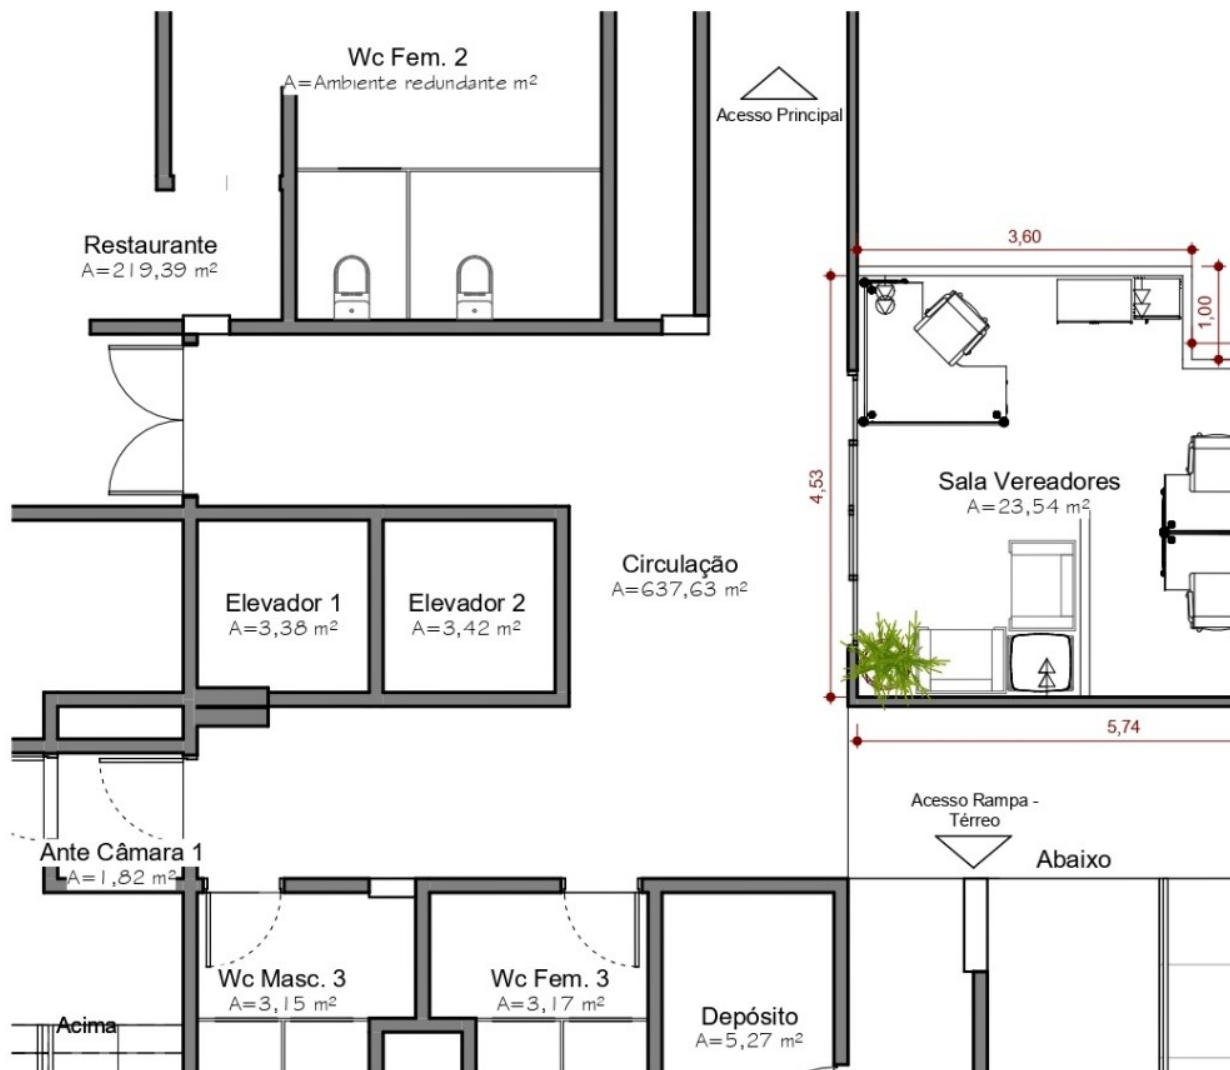 Wc Fem. 2
A=Ambiente redundante m²
Acesso Principal
Restaurante
A=219,39 m²
3,60
1,00
4,53
Sala Vereadores
A=23,54 m²
Circulação
A=637,63 m²
Elevador 1
A=3,38 m²
Elevador 2
A=3,42 m²
5,74
Acesso Rampa -
Térreo
Abaixo
Ante Câmara 1
A=1,82 m²
Wc Masc. 3
A=3,15 m²
Wc Fem. 3
A=3,17 m²
Depósito
A=5,27 m²
Acima